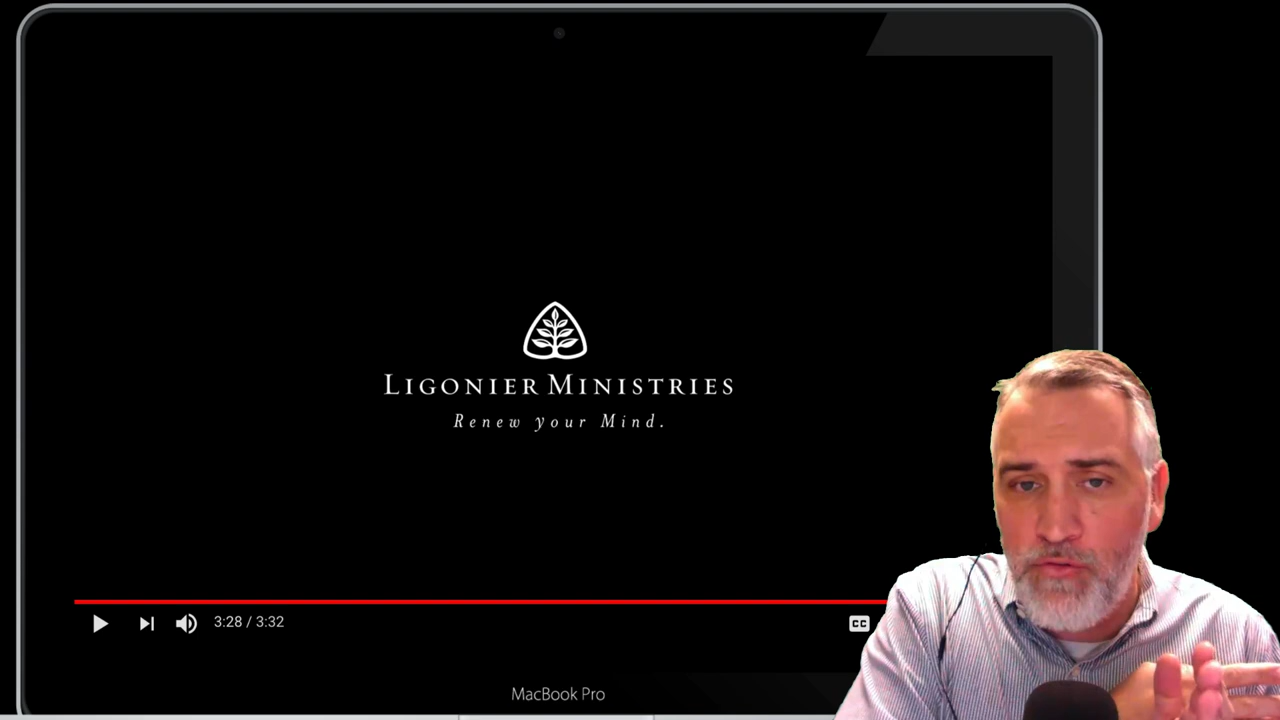 LIGONIER MINISTRIES
Renew your Mind.
3:28 / 3:32
CC
MacBook Pro